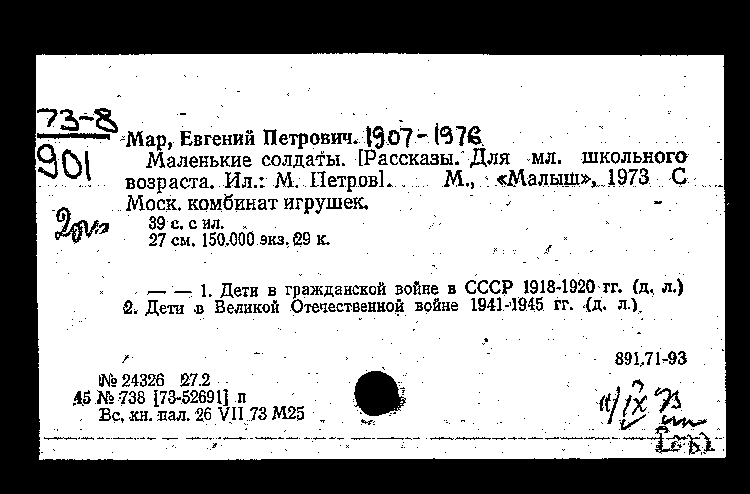 73-8
901
Мар, Евгений Петрович. 1907-1976
Маленькие солдаты. [Рассказы. Для мл. школьного
возраста. Ил.: М. Петров]. М., «Малыш», 1973 С
Моск. комбинат игрушек.
39 с. с ил.
27 см. 150.000 экз. 29 к.
— — 1. Дети в гражданской войне в СССР 1918-1920 гг. (д. л.)
2. Дети в Великой Отечественной войне 1941-1945 гг. (д. л.)
891.71-93
№ 24326 27.2
45 № 738 [73-52691] п
Вс. кн. пал. 26 VII 73 М25
IX 73